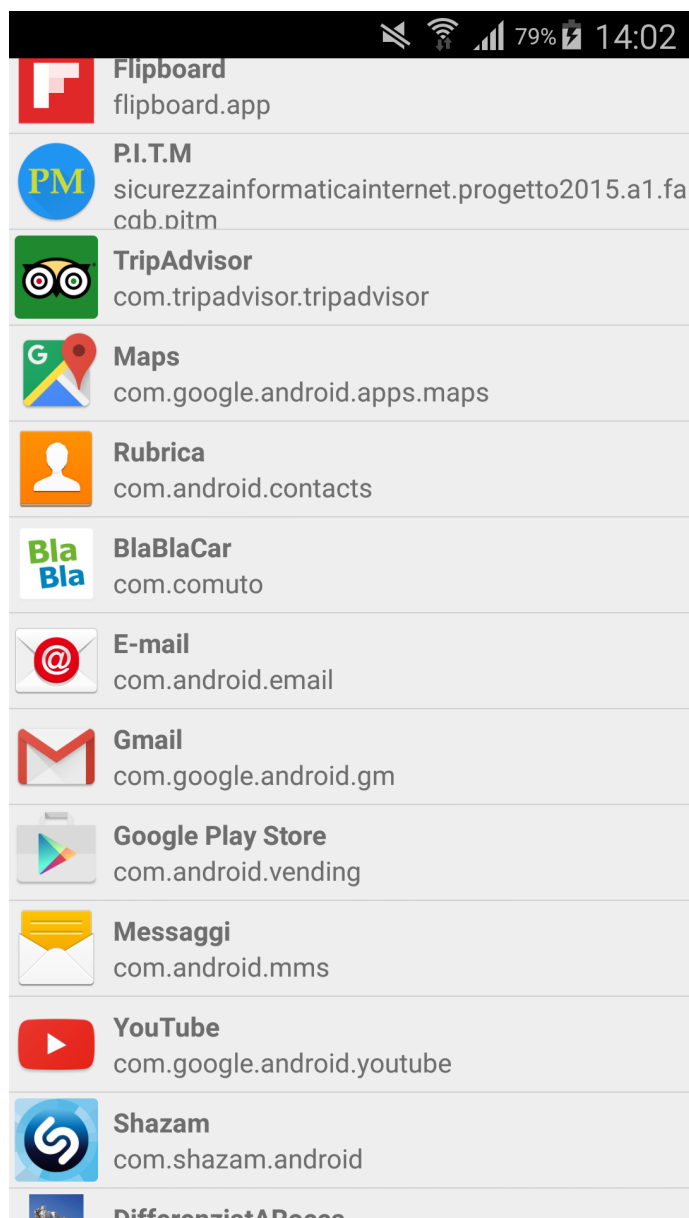 79% 14:02
Flipboard
flipboard.app
PM
P.I.T.M
sicurezzainformaticainternet.progetto2015.a1.fa
cgb.pitm
TripAdvisor
com.tripadvisor.tripadvisor
G
Maps
com.google.android.apps.maps
Rubrica
com.android.contacts
Bla
Bla
BlaBlaCar
com.comuto
@
E-mail
com.android.email
Gmail
com.google.android.gm
Google Play Store
com.android.vending
Messaggi
com.android.mms
YouTube
com.google.android.youtube
Shazam
com.shazam.android